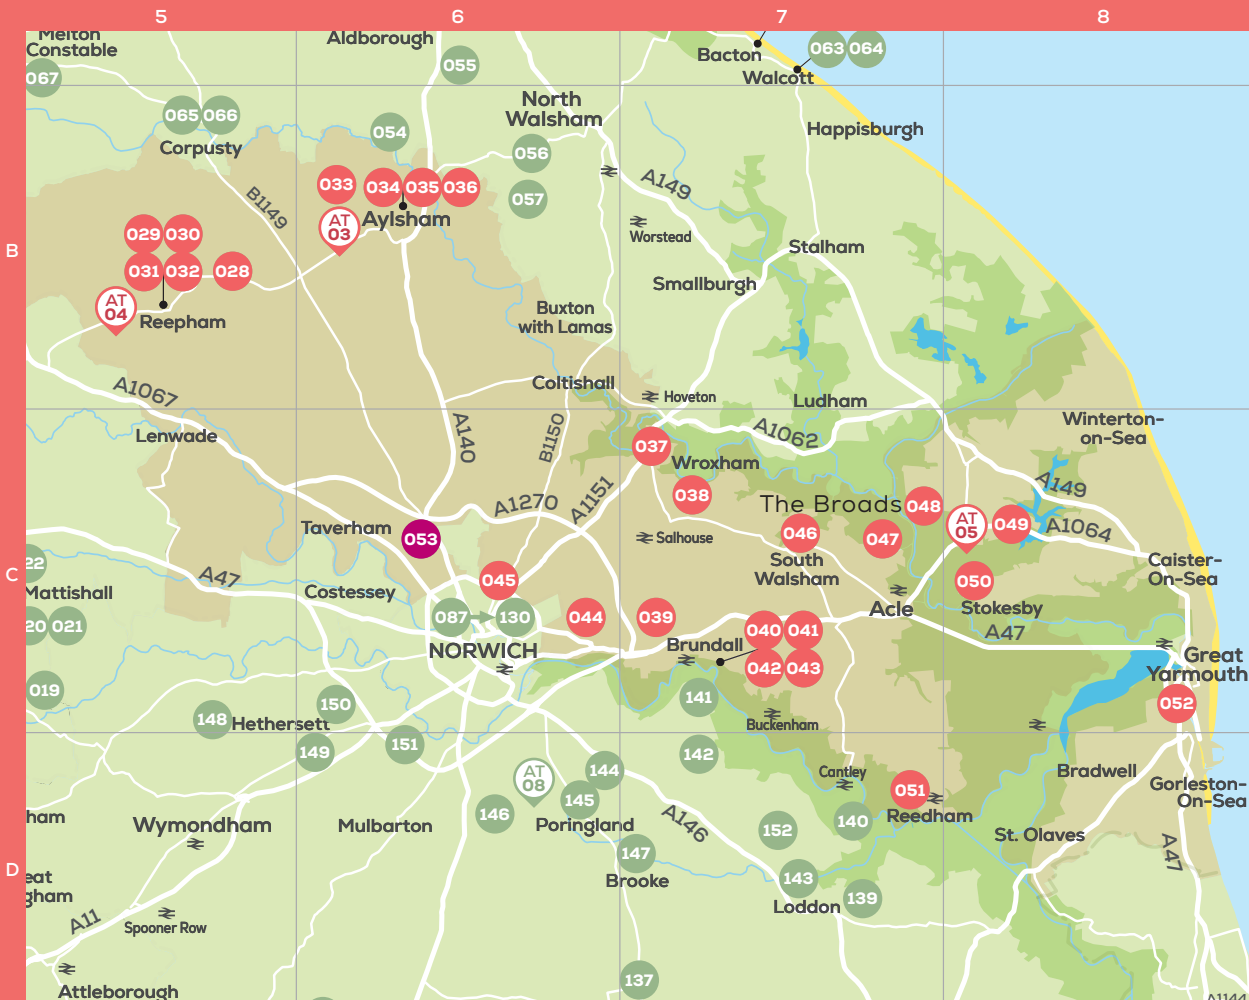 5 6 7 8
Melton
Constable
Aldborough
055
Bacton
063 064
Walcott
067
North
Walsham
065 066
Corpusty
054
056
Happisburgh
033 034 035 036
A149
057
B1149
Aylsham
AT
03
029 030
Worstead
B
Stalham
031 032 028
Smallburgh
AT
04
Reepham
Buxton
with Lamas
Coltishall
A1067
Hoveton
Ludham
Lenwade
A140
B1150
A1062
Winterton-
on-Sea
037
Wroxham
038
A149
A1270
A1151
The Broads
048
AT
05
049
Taverham
053
Salhouse
046
047
A1064
South
Walsham
Caister-
On-Sea
C
22
A47
045
050
Mattishall
Costessey
Acle
Stokesby
20 021
087 130
044
039
040 041
A47
NORWICH
Brundall
042 043
Great
Yarmouth
019
150
141
052
148
Hethersett
Buckenham
149
151
142
AT
08
144
Cantley
Bradwell
051
Gorleston-
On-Sea
145
146
Reedham
ham
Wymondham
Mulbarton
Poringland
A146
152
140
St. Olaves
147
A47
D
Brooke
143
eat
gham
Loddon
139
A11
Spooner Row
137
Attleborough
A1144